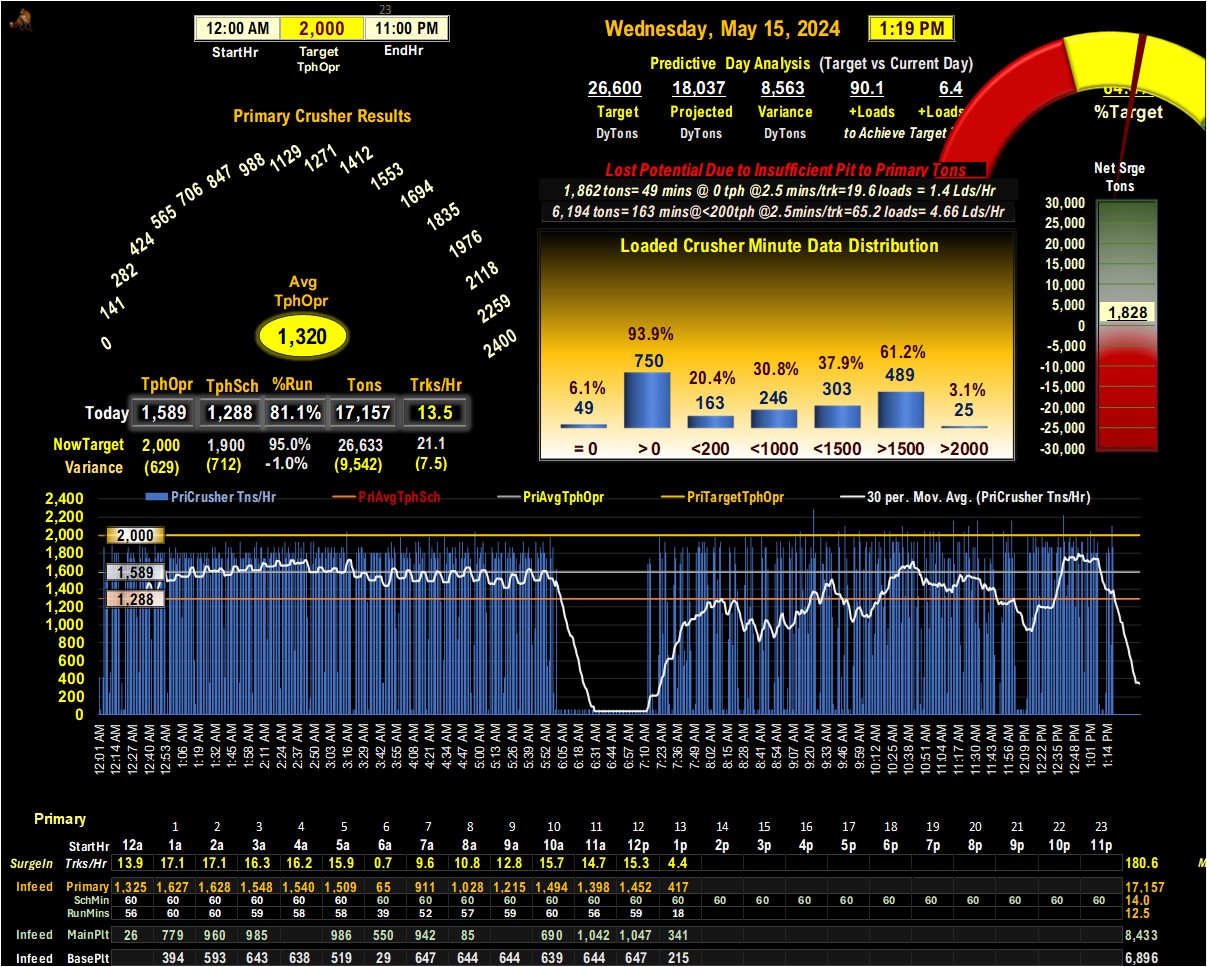 23
12:00 AM 2,000 11:00 PM
StartHr Target TphOpr EndHr
Wednesday, May 15, 2024 1:19 PM
Predictive Day Analysis (Target vs Current Day)
26,600 18,037 8,563 90.1 6.4
Target Projected Variance +Loads +Loads %Target
DyTons DyTons DyTons to Achieve Target
Primary Crusher Results
0 141 282 424 565 706 847 988 1129 1271 1412 1553 1694 1835 1976 2118 2259 2400
Avg
TphOpr
1,320
Lost Potential Due to Insufficient Pit to Primary Tons
1,862 tons= 49 mins @ 0 tph @2.5 mins/trk=19.6 loads = 1.4 Lds/Hr
6,194 tons= 163 mins@<200tph @2.5mins/trk=65.2 loads= 4.66 Lds/Hr
Net Srge
Tons
30,000
25,000
20,000
15,000
10,000
5,000
1,828
0
-5,000
-10,000
-15,000
-20,000
-25,000
-30,000
Loaded Crusher Minute Data Distribution
6.1% 93.9% 20.4% 30.8% 37.9% 61.2% 3.1%
49 750 163 246 303 489 25
= 0 > 0 <200 <1000 <1500 >1500 >2000
TphOpr TphSch %Run Tons Trks/Hr
Today 1,589 1,288 81.1% 17,157 13.5
NowTarget 2,000 1,900 95.0% 26,633 21.1
Variance (629) (712) -1.0% (9,542) (7.5)
PriCrusher Tns/Hr PriAvgTphSch PriAvgTphOpr PriTargetTphOpr 30 per. Mov. Avg. (PriCrusher Tns/Hr)
2,400
2,200
2,000 2,000
1,800
1,600 1,589
1,400
1,200 1,288
1,000
800
600
400
200
0
12:01 AM 12:14 AM 12:27 AM 12:40 AM 12:53 AM 1:06 AM 1:19 AM 1:32 AM 1:45 AM 1:58 AM 2:11 AM 2:24 AM 2:37 AM 2:50 AM 3:03 AM 3:16 AM 3:29 AM 3:42 AM 3:55 AM 4:08 AM 4:21 AM 4:34 AM 4:47 AM 5:00 AM 5:13 AM 5:26 AM 5:39 AM 5:52 AM 6:05 AM 6:18 AM 6:31 AM 6:44 AM 6:57 AM 7:10 AM 7:23 AM 7:36 AM 7:49 AM 8:02 AM 8:15 AM 8:28 AM 8:41 AM 8:54 AM 9:07 AM 9:20 AM 9:33 AM 9:46 AM 9:59 AM 10:12 AM 10:25 AM 10:38 AM 10:51 AM 11:04 AM 11:17 AM 11:30 AM 11:43 AM 11:56 AM 12:09 PM 12:22 PM 12:35 PM 12:48 PM 1:01 PM 1:14 PM
Primary
1 2 3 4 5 6 7 8 9 10 11 12 13 14 15 16 17 18 19 20 21 22 23
StartHr 12a 1a 2a 3a 4a 5a 6a 7a 8a 9a 10a 11a 12p 1p 2p 3p 4p 5p 6p 7p 8p 9p 10p 11p
SurgeIn Trks/Hr 13.9 17.1 17.1 16.3 16.2 15.9 0.7 9.6 10.8 12.8 15.7 14.7 15.3 4.4 180.6
Infeed Primary 1,325 1,627 1,628 1,548 1,540 1,509 65 911 1,028 1,215 1,494 1,398 1,452 417 17,157
SchMin 60 60 60 60 60 60 60 60 60 60 60 60 60 60 60 60 60 60 60 60 60 60 60 60 14.0
RunMins 56 60 60 59 58 58 39 52 57 59 60 56 59 18 12.5
Infeed MainPlt 26 779 960 985 986 550 942 85 690 1,042 1,047 341 8,433
Infeed BasePlt 394 593 643 638 519 29 647 644 644 639 644 647 215 6,896